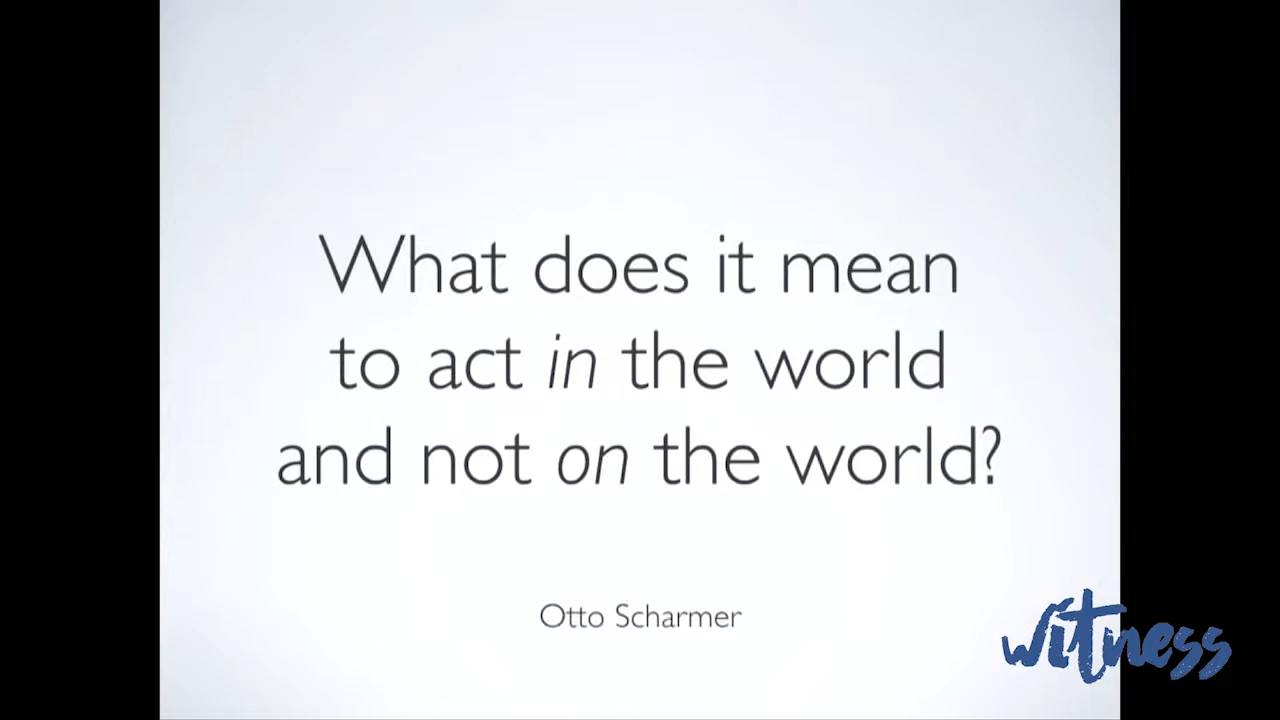 What does it mean
to act in the world
and not on the world?
Otto Scharmer
witness